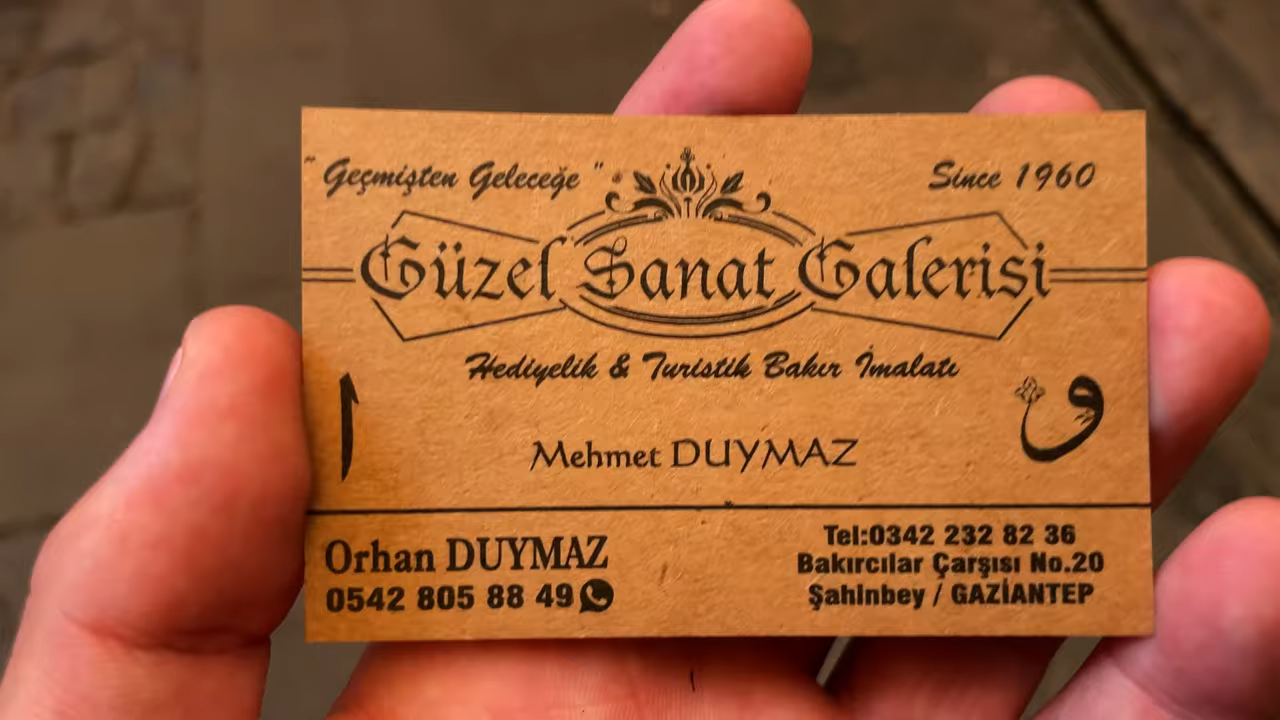 " Geçmişten Geleceğe "
Since 1960
Güzel Sanat Galerisi
Hediyelik & Turistik Bakır İmalatı
ا
و
Mehmet DUYMAZ
Orhan DUYMAZ
0542 805 88 49
Tel:0342 232 82 36
Bakırcılar Çarşısı No.20
Şahinbey / GAZİANTEP